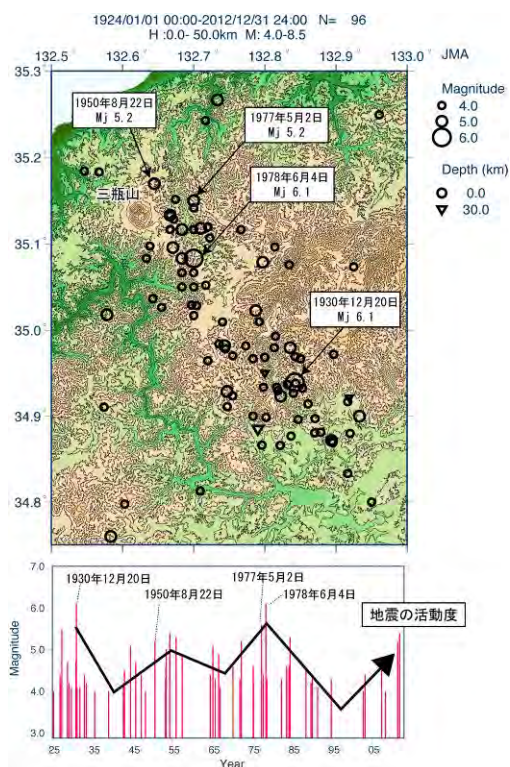 1924/01/01 00:00-2012/12/31 24:00 N= 96
H :0.0- 50.0km M: 4.0-8.5
132.5 132.6 132.7 132.8 132.9 133.0
JMA
35.3
35.2
35.1
35.0
34.9
34.8
Magnitude
4.0
5.0
6.0
Depth (km)
0.0
30.0
1950年8月22日
Mj 5.2
1977年5月2日
Mj 5.2
1978年6月4日
Mj 6.1
三瓶山
1930年12月20日
Mj 6.1
7.0
6.0
5.0
4.0
3.0
Magnitude
1930年12月20日
1950年8月22日
1977年5月2日
1978年6月4日
地震の活動度
25 35 45 55 65 75 85 95 05
Year